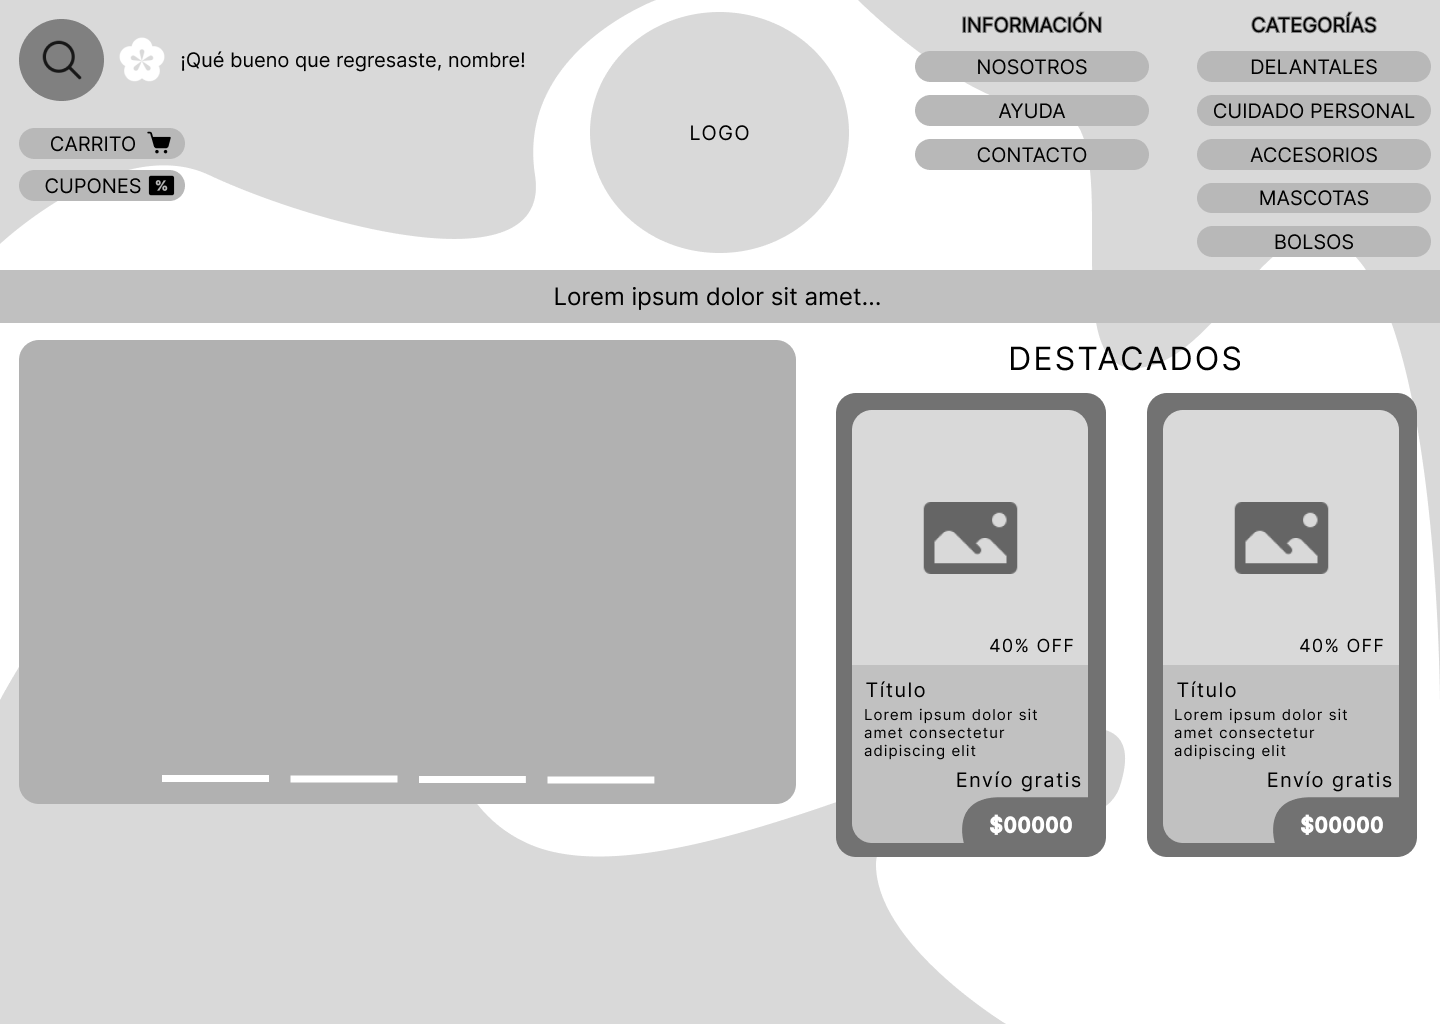 ¡Qué bueno que regresaste, nombre!
CARRITO
CUPONES %
LOGO
INFORMACIÓN
NOSOTROS
AYUDA
CONTACTO
CATEGORÍAS
DELANTALES
CUIDADO PERSONAL
ACCESORIOS
MASCOTAS
BOLSOS
Lorem ipsum dolor sit amet...
DESTACADOS
40% OFF
Título
Lorem ipsum dolor sit
amet consectetur
adipiscing elit
Envío gratis
$00000
40% OFF
Título
Lorem ipsum dolor sit
amet consectetur
adipiscing elit
Envío gratis
$00000